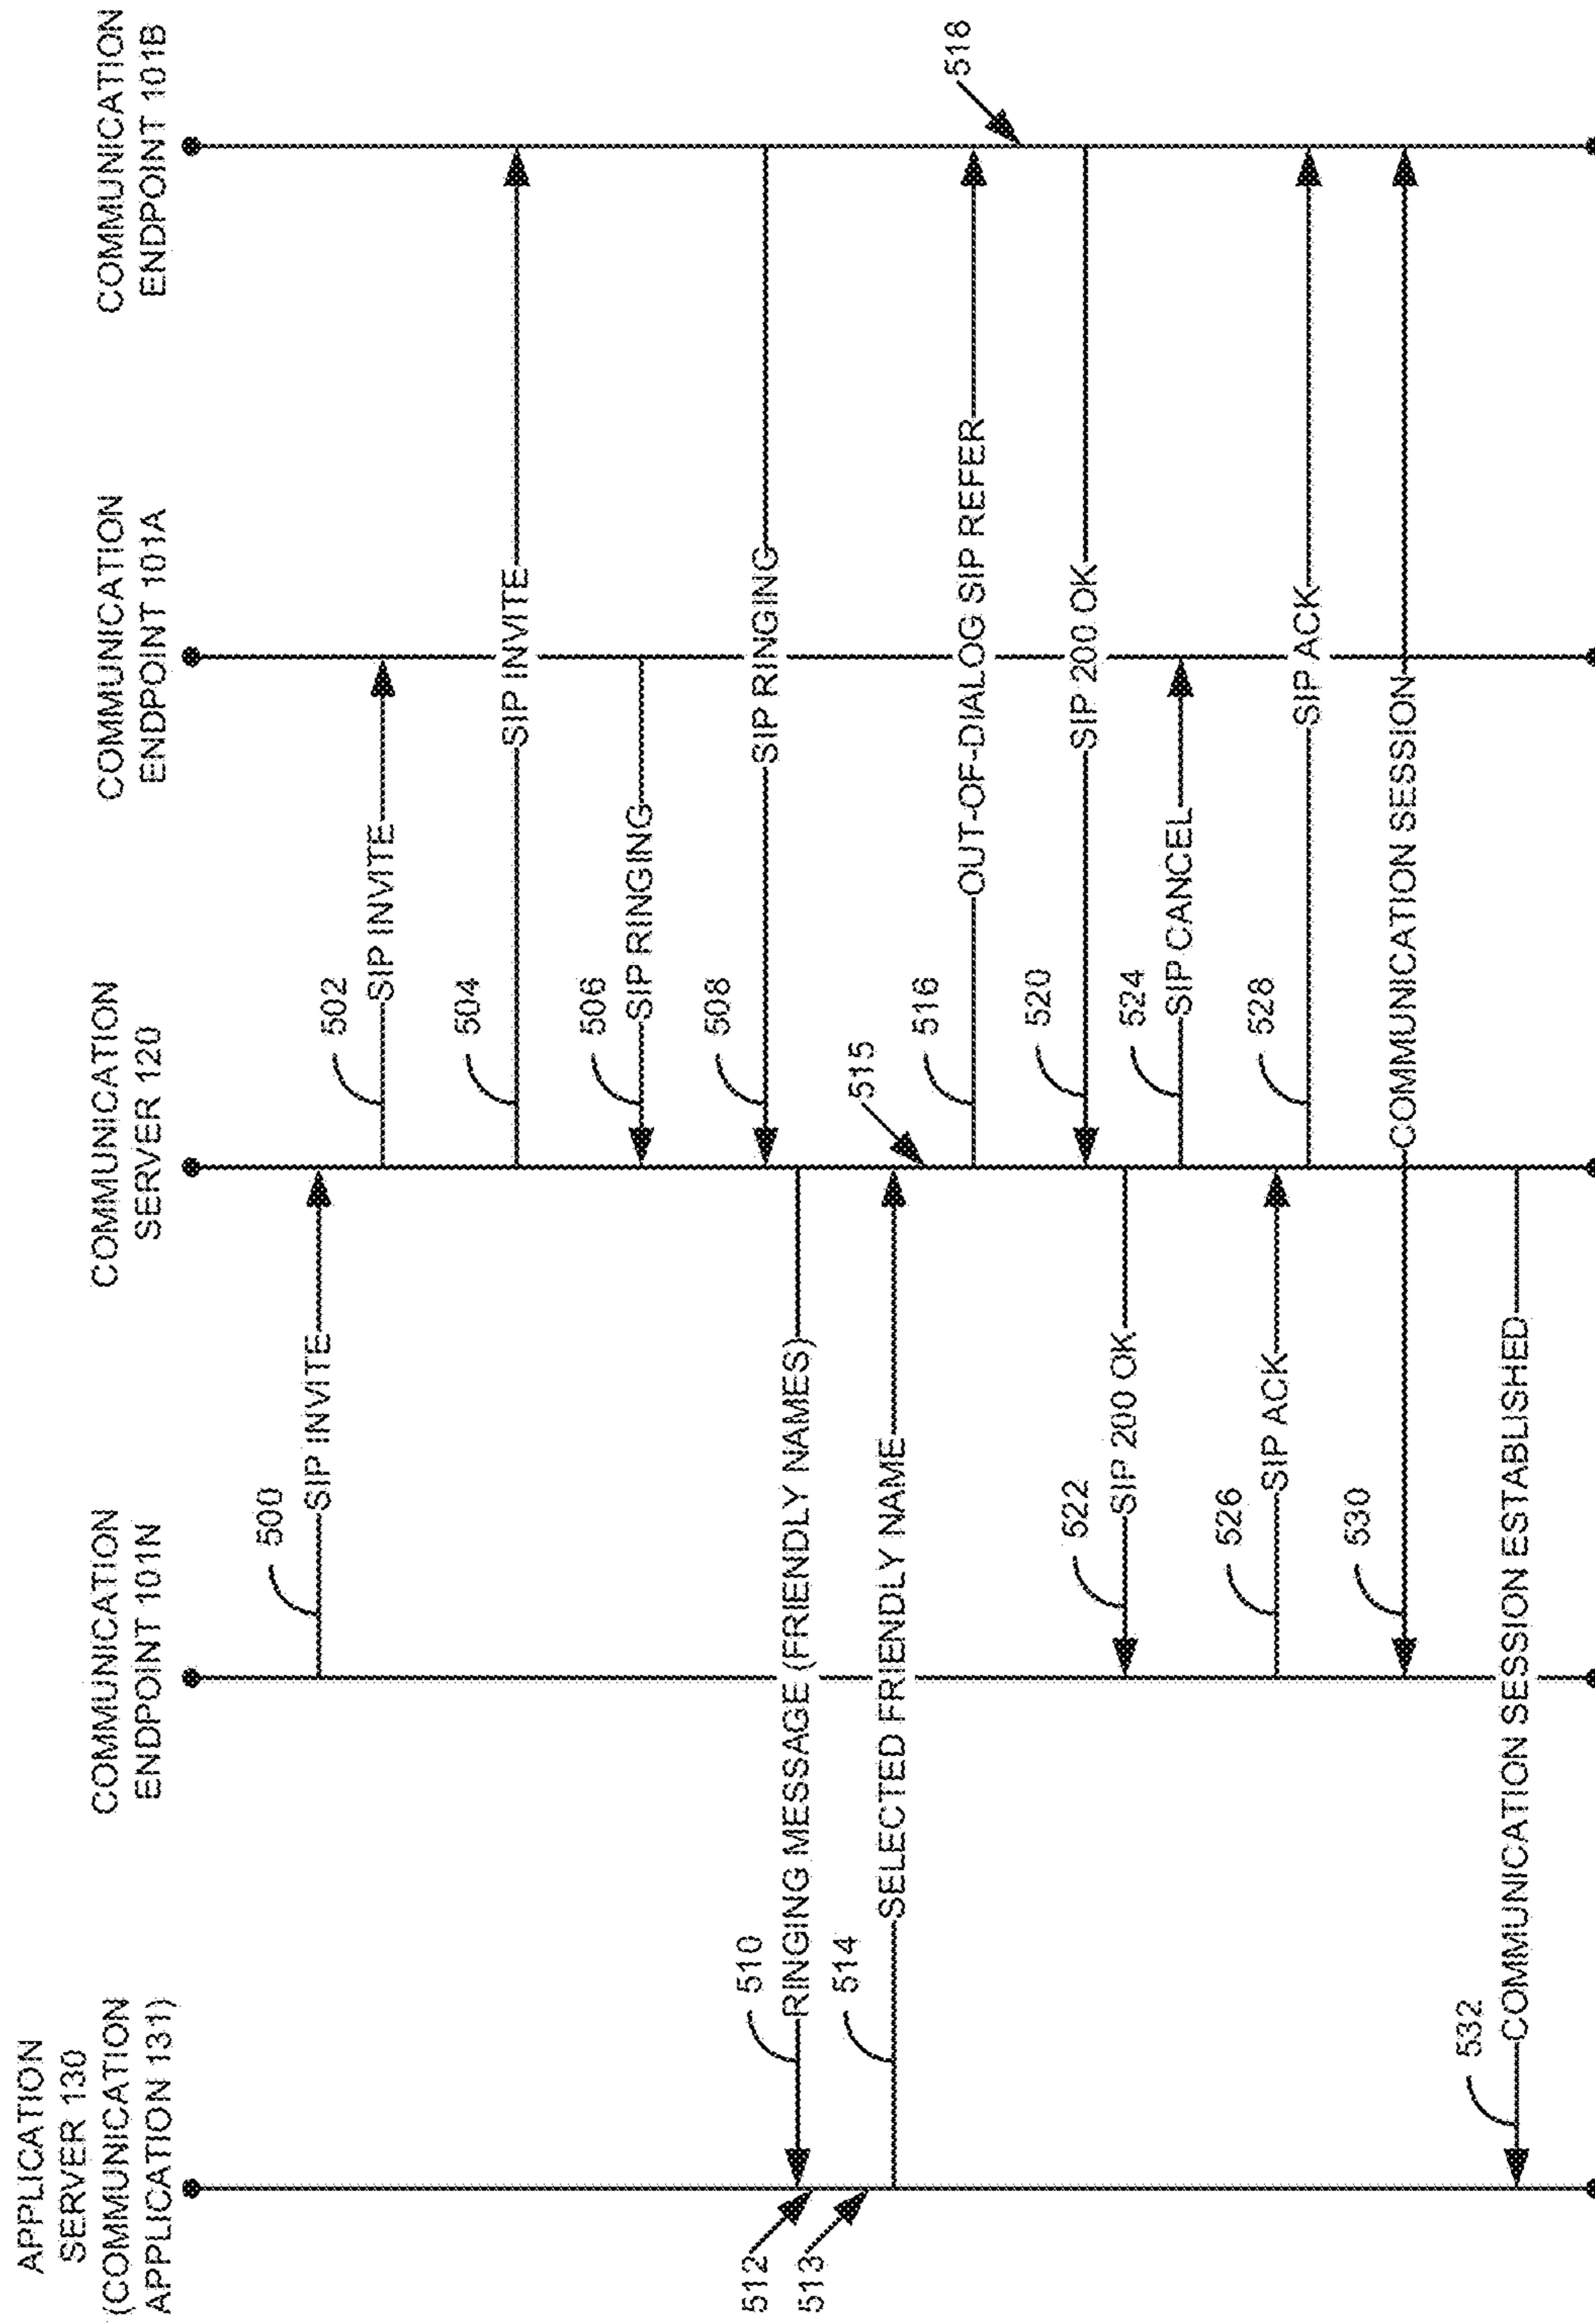 APPLICATION
SERVER 130
(COMMUNICATION
APPLICATION 131)
COMMUNICATION
ENDPOINT 101N
COMMUNICATION
SERVER 120
COMMUNICATION
ENDPOINT 101A
COMMUNICATION
ENDPOINT 101B
500
SIP INVITE
502
SIP INVITE
504
SIP INVITE
506
SIP RINGING
508
SIP RINGING
510
RINGING MESSAGE (FRIENDLY NAMES)
512
513
514
SELECTED FRIENDLY NAME
515
516
OUT-OF-DIALOG SIP REFER
518
520
SIP 200 OK
522
SIP 200 OK
524
SIP CANCEL
526
SIP ACK
528
SIP ACK
530
COMMUNICATION SESSION
532
COMMUNICATION SESSION ESTABLISHED